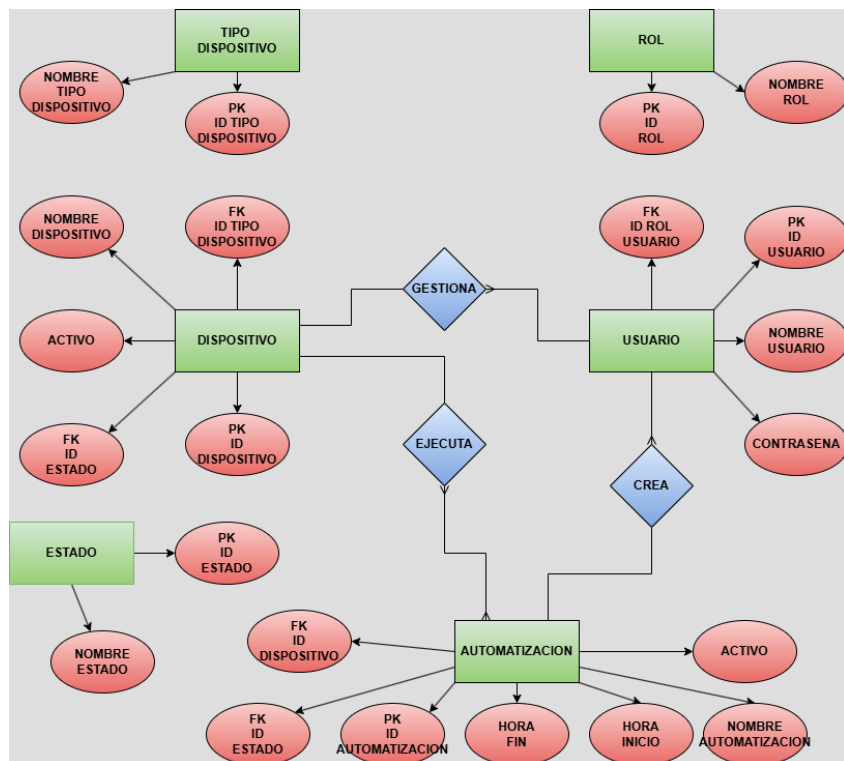 TIPO
DISPOSITIVO
ROL
NOMBRE
TIPO
DISPOSITIVO
PK
ID TIPO
DISPOSITIVO
PK
ID
ROL
NOMBRE
ROL
NOMBRE
DISPOSITIVO
FK
ID TIPO
DISPOSITIVO
FK
ID ROL
USUARIO
PK
ID
USUARIO
GESTIONA
ACTIVO
DISPOSITIVO
USUARIO
NOMBRE
USUARIO
FK
ID
ESTADO
PK
ID
DISPOSITIVO
EJECUTA
CONTRASENA
CREA
ESTADO
PK
ID
ESTADO
NOMBRE
ESTADO
FK
ID
DISPOSITIVO
AUTOMATIZACION
ACTIVO
FK
ID
ESTADO
PK
ID
AUTOMATIZACION
HORA
FIN
HORA
INICIO
NOMBRE
AUTOMATIZACION